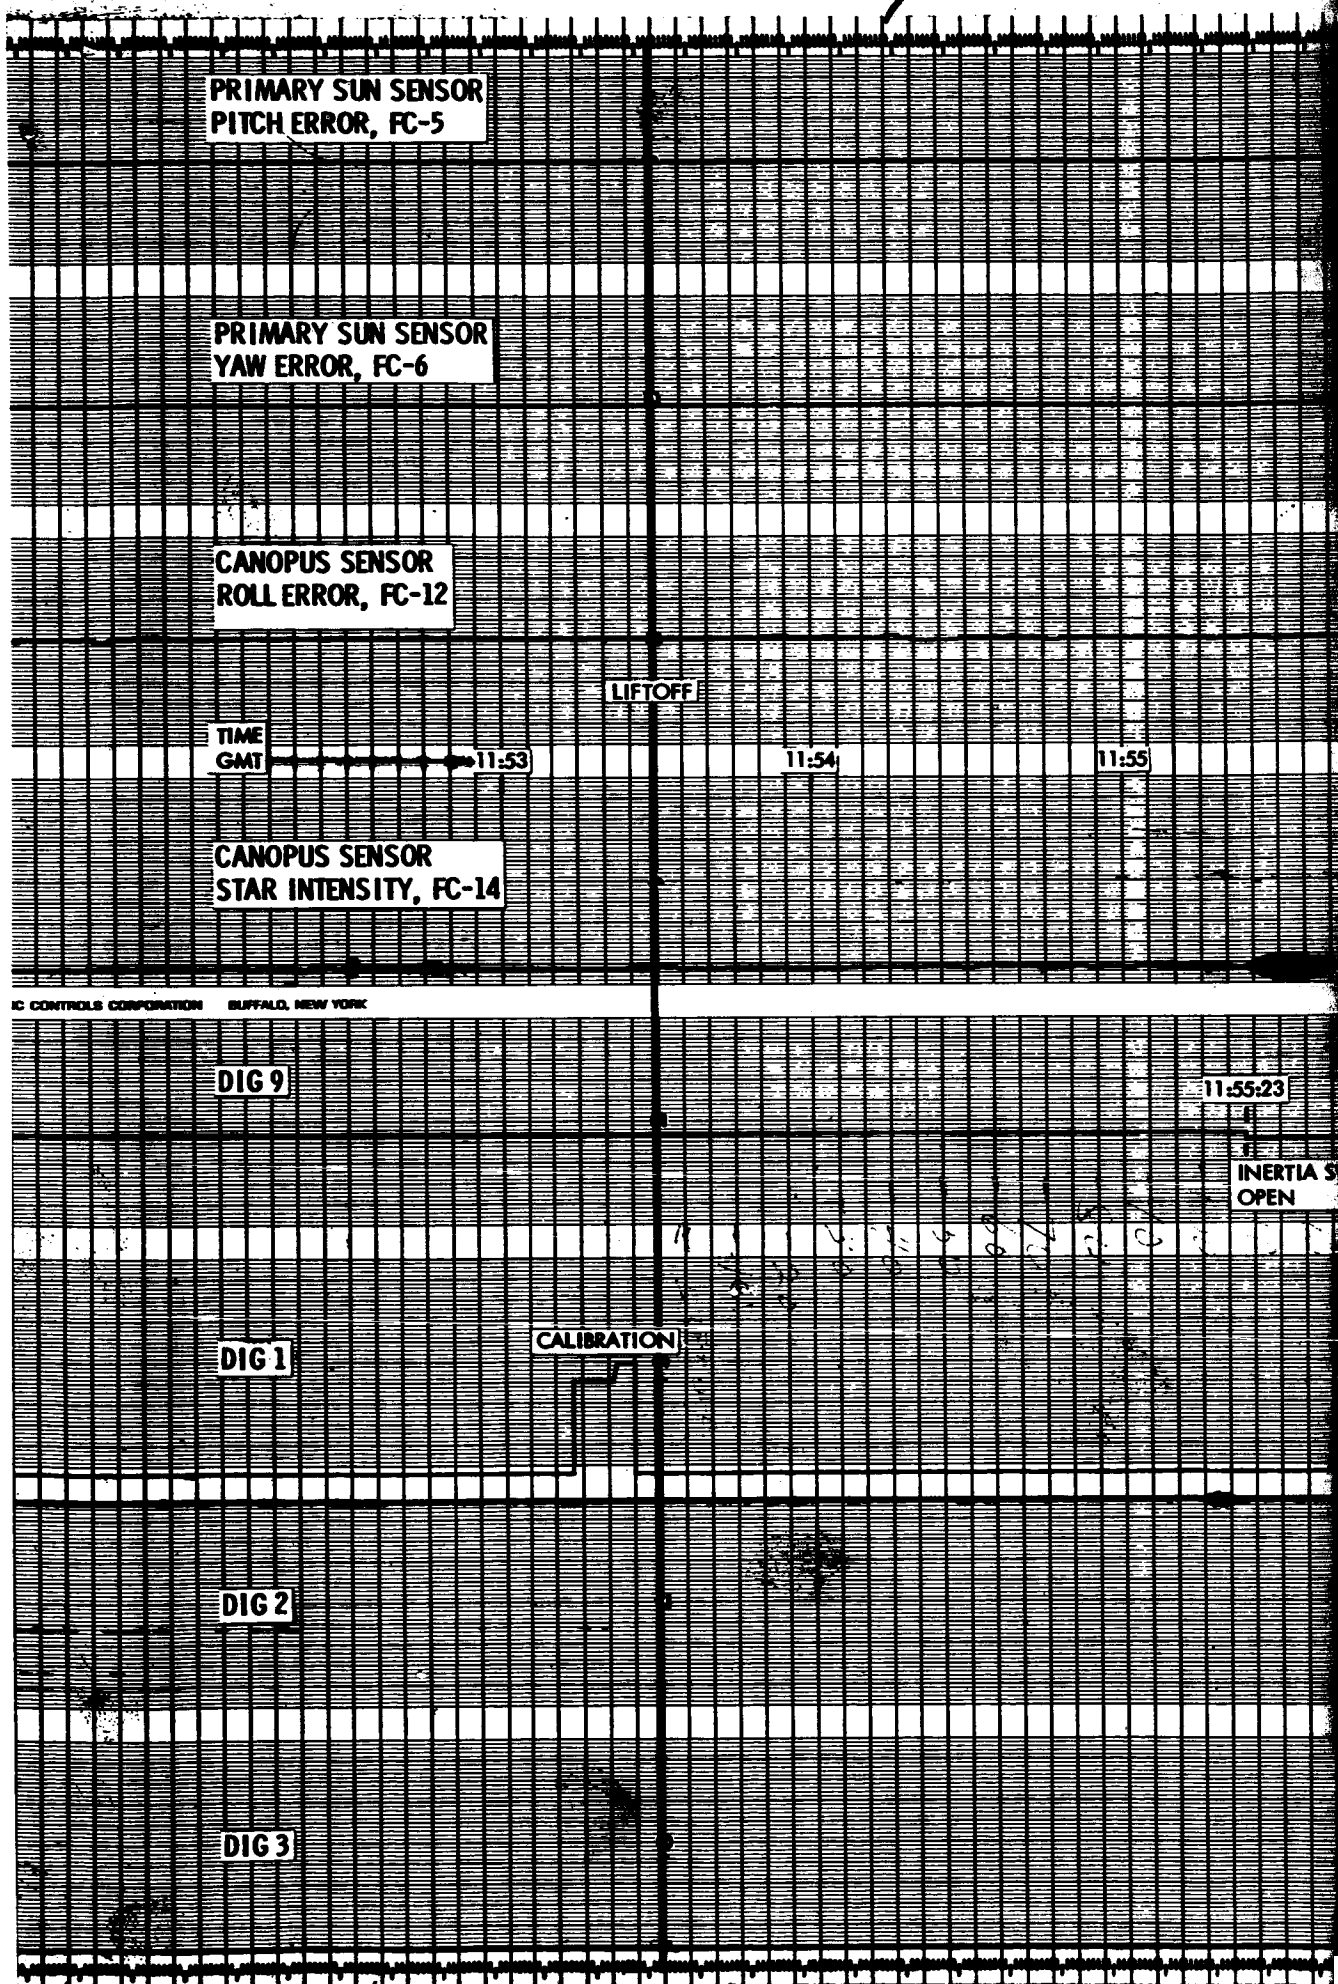 PRIMARY SUN SENSOR
PITCH ERROR, FC-5
PRIMARY SUN SENSOR
YAW ERROR, FC-6
CANOPUS SENSOR
ROLL ERROR, FC-12
LIFTOFF
TIME
GMT
11:53
11:54
11:55
CANOPUS SENSOR
STAR INTENSITY, FC-14
IC CONTROLS CORPORATION BUFFALO, NEW YORK
DIG 9
11:55:23
INERTIA S
OPEN
CALIBRATION
DIG 1
DIG 2
DIG 3